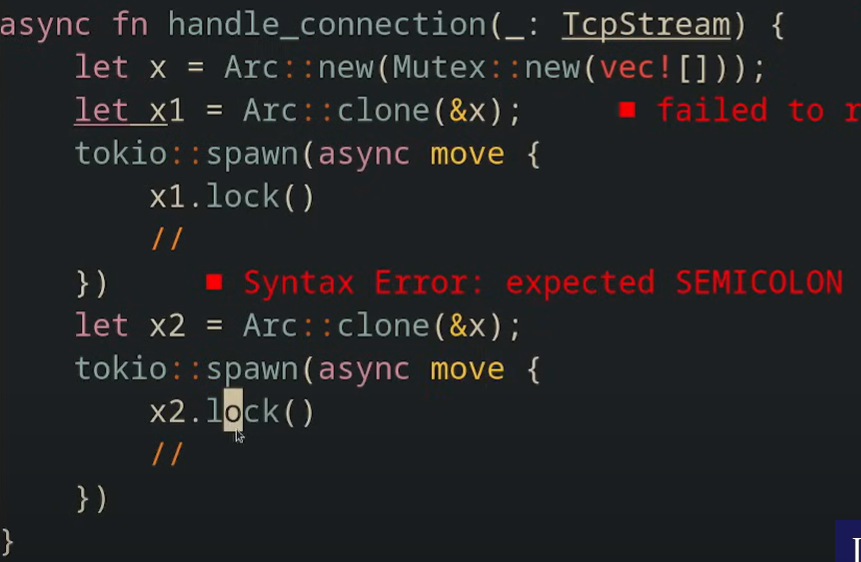 async fn handle_connection(_: TcpStream) {
    let x = Arc::new(Mutex::new(vec![]));
    let x1 = Arc::clone(&x);     ■ failed to r
    tokio::spawn(async move {
        x1.lock()
        //
    })     ■ Syntax Error: expected SEMICOLON
    let x2 = Arc::clone(&x);
    tokio::spawn(async move {
        x2.lock()
        //
    })
}